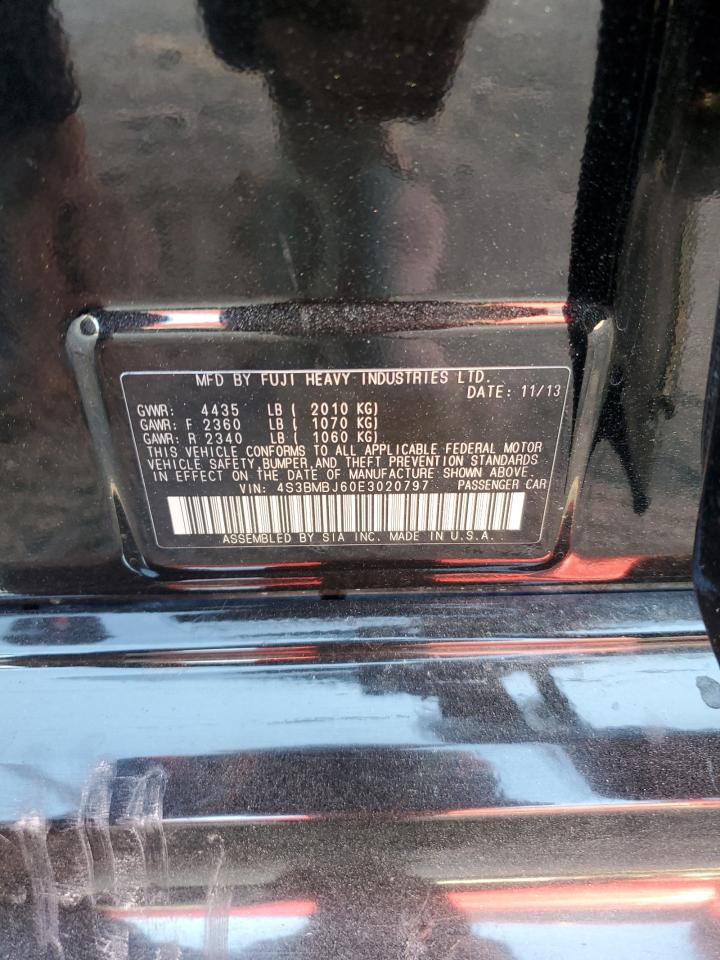 MFD BY FUJI HEAVY INDUSTRIES LTD.
DATE: 11/13
GVWR: 4435 LB ( 2010 KG)
GAWR: F 2360 LB ( 1070 KG)
GAWR: R 2340 LB ( 1060 KG)
THIS VEHICLE CONFORMS TO ALL APPLICABLE FEDERAL MOTOR
VEHICLE SAFETY, BUMPER, AND THEFT PREVENTION STANDARDS
IN EFFECT ON THE DATE OF MANUFACTURE SHOWN ABOVE.
VIN: 4S3BMBJ60E3020797 PASSENGER CAR
ASSEMBLED BY SIA INC. MADE IN U.S.A.